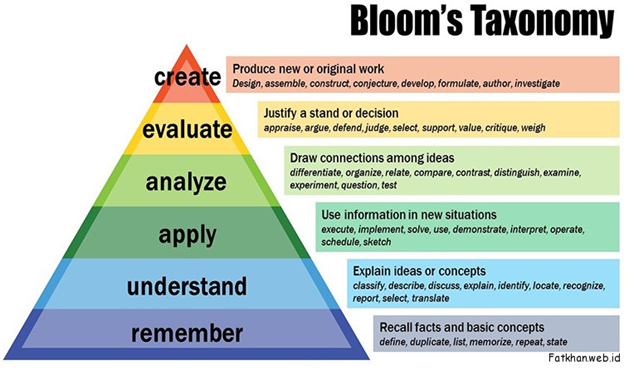 Bloom's Taxonomy
create
Produce new or original work
Design, assemble, construct, conjecture, develop, formulate, author, investigate
evaluate
Justify a stand or decision
appraise, argue, defend, judge, select, support, value, critique, weigh
analyze
Draw connections among ideas
differentiate, organize, relate, compare, contrast, distinguish, examine,
experiment, question, test
apply
Use information in new situations
execute, implement, solve, use, demonstrate, interpret, operate,
schedule, sketch
understand
Explain ideas or concepts
classify, describe, discuss, explain, identify, locate, recognize,
report, select, translate
remember
Recall facts and basic concepts
define, duplicate, list, memorize, repeat, state
Fatkhan.web.id